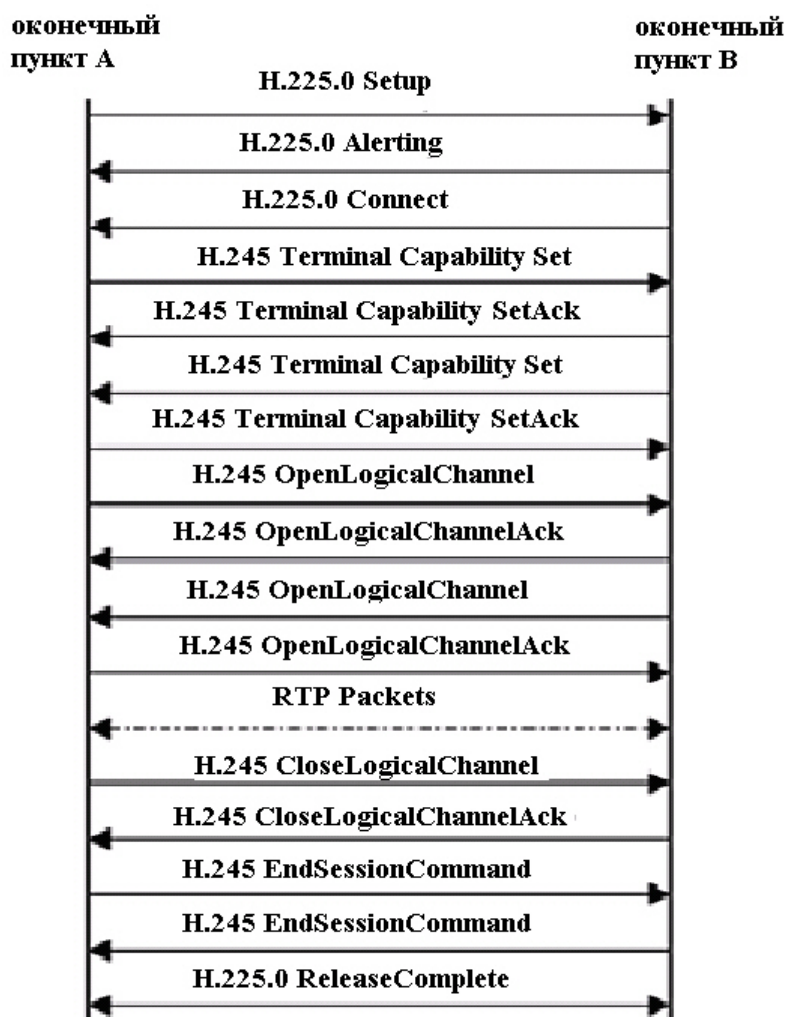 оконечный
пункт А
оконечный
пункт В
H.225.0 Setup
H.225.0 Alerting
H.225.0 Connect
H.245 Terminal Capability Set
H.245 Terminal Capability SetAck
H.245 Terminal Capability Set
H.245 Terminal Capability SetAck
H.245 OpenLogicalChannel
H.245 OpenLogicalChannelAck
H.245 OpenLogicalChannel
H.245 OpenLogicalChannelAck
RTP Packets
H.245 CloseLogicalChannel
H.245 CloseLogicalChannelAck
H.245 EndSessionCommand
H.245 EndSessionCommand
H.225.0 ReleaseComplete